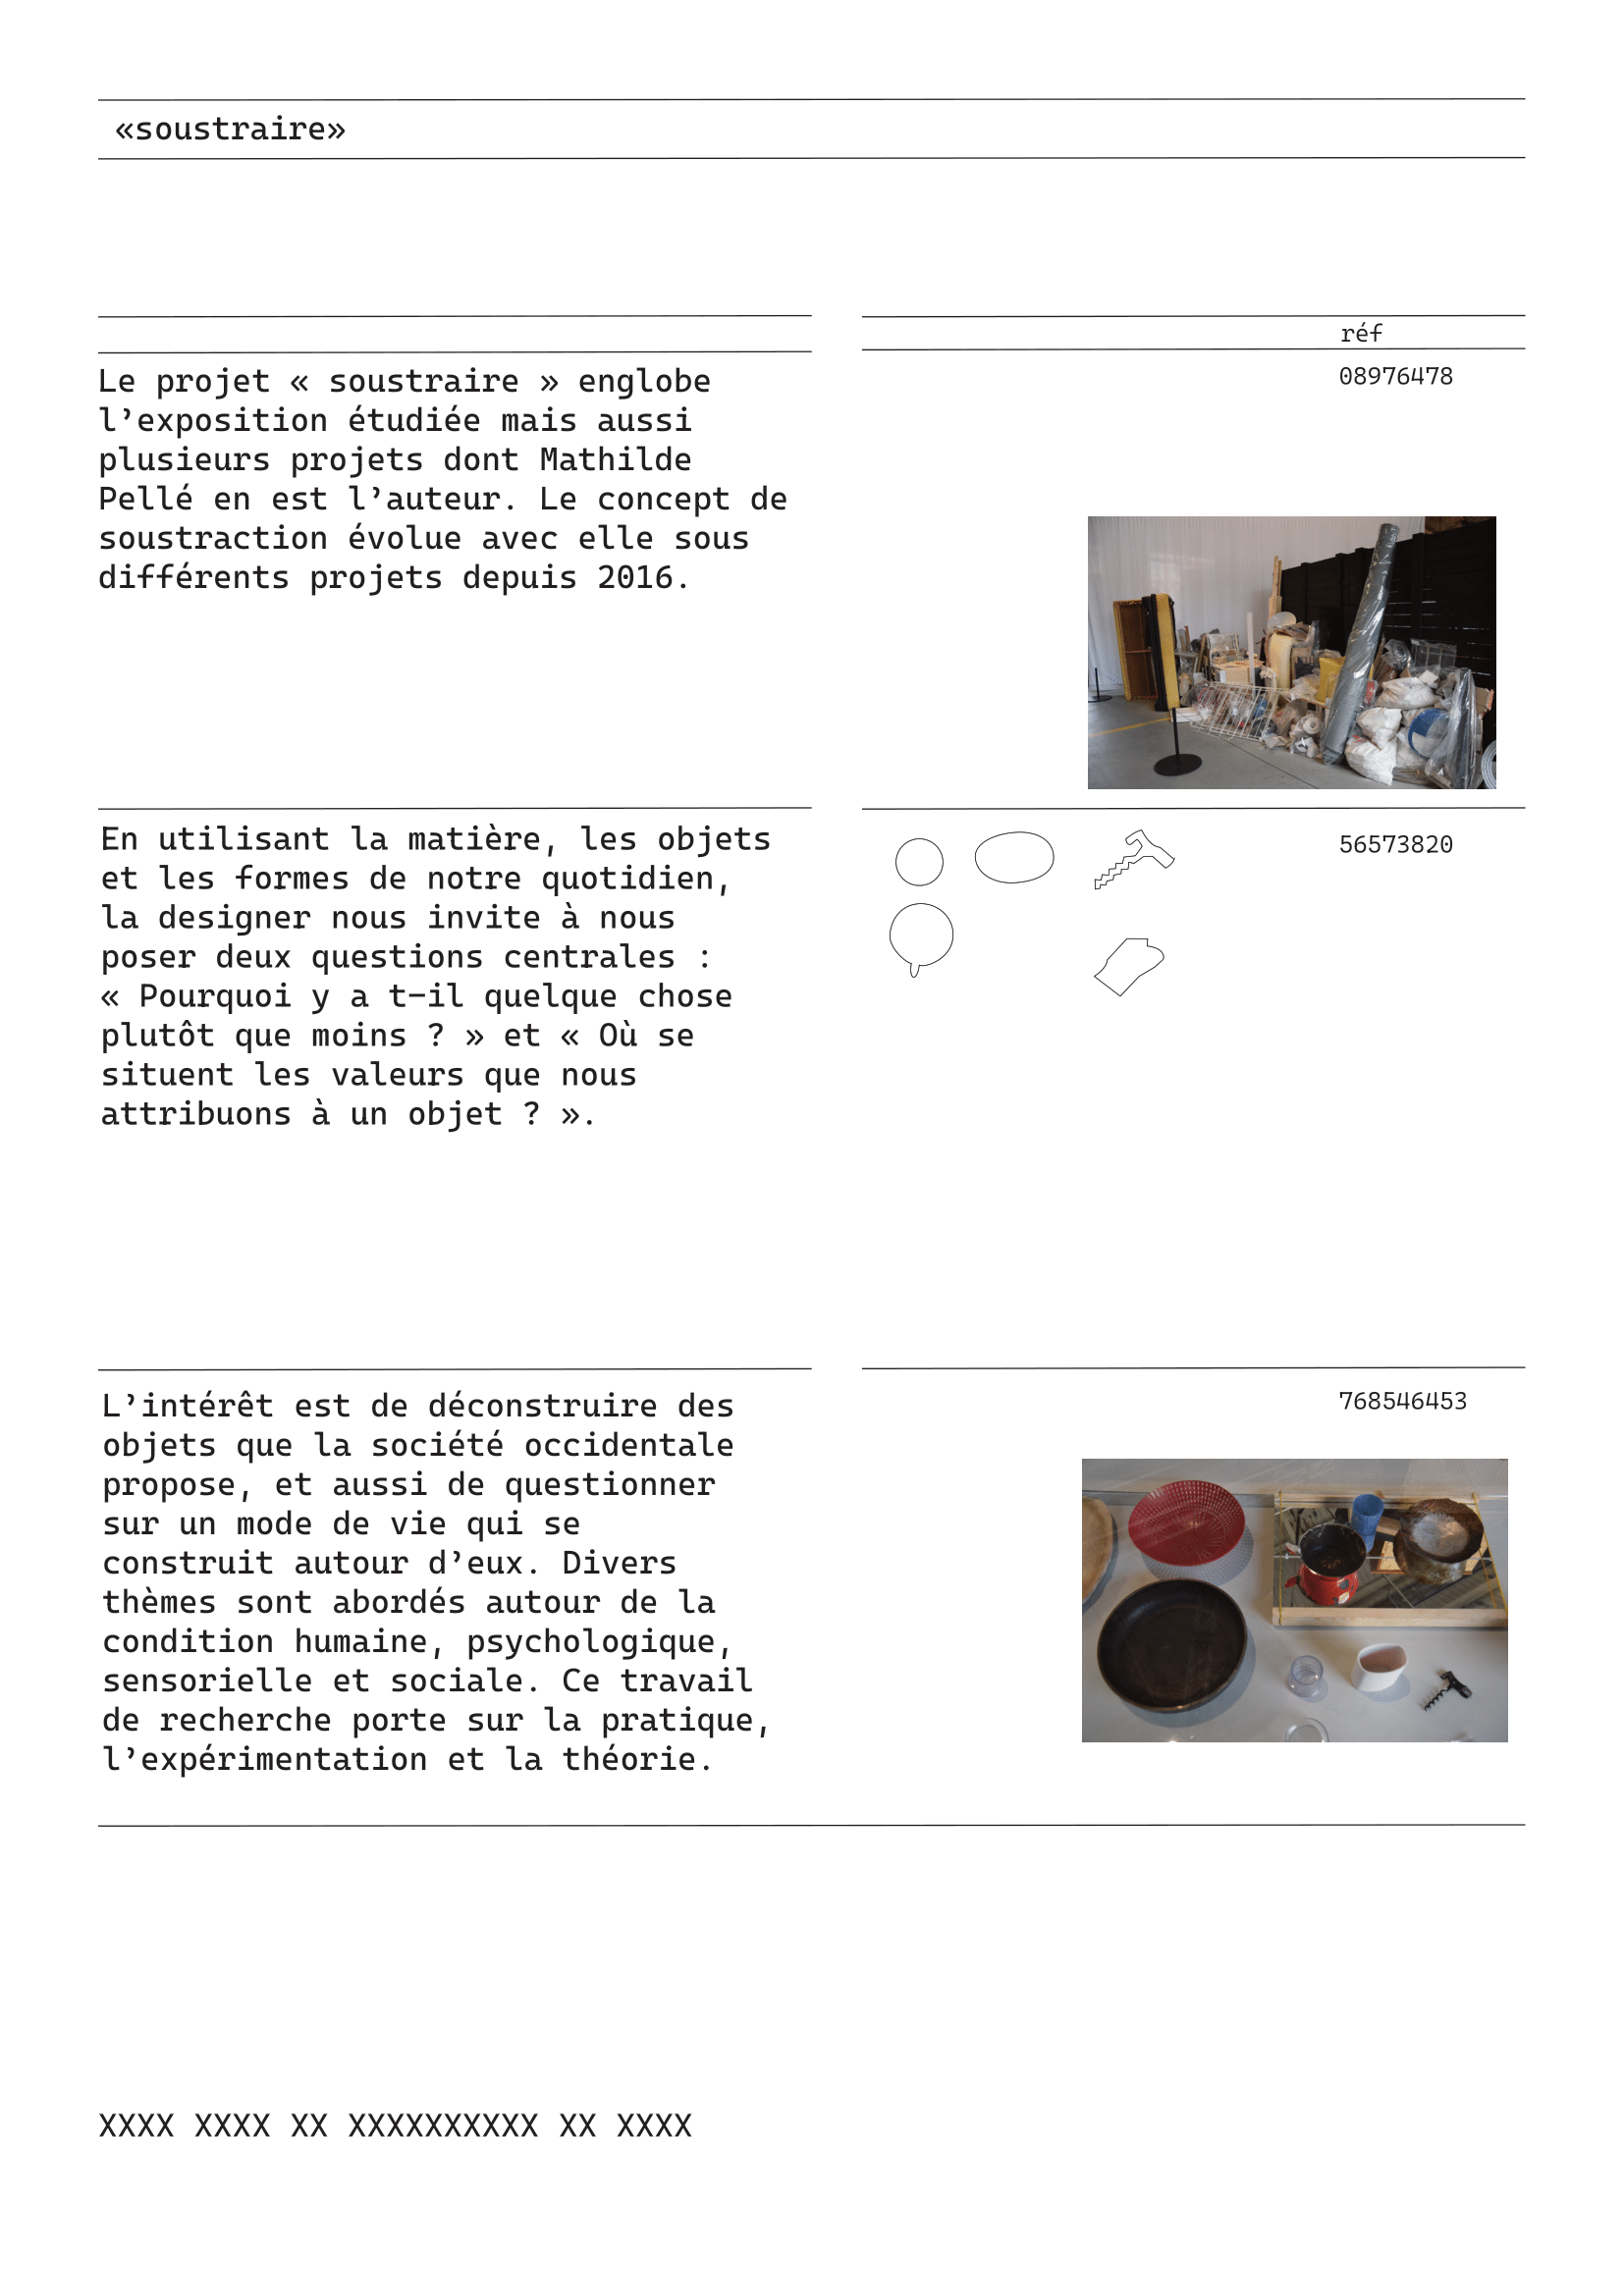 «soustraire»
réf
Le projet « soustraire » englobe
l’exposition étudiée mais aussi
plusieurs projets dont Mathilde
Pellé en est l’auteur. Le concept de
soustraction évolue avec elle sous
différents projets depuis 2016.
08976478
En utilisant la matière, les objets
et les formes de notre quotidien,
la designer nous invite à nous
poser deux questions centrales :
« Pourquoi y a t-il quelque chose
plutôt que moins ? » et « Où se
situent les valeurs que nous
attribuons à un objet ? ».
56573820
L’intérêt est de déconstruire des
objets que la société occidentale
propose, et aussi de questionner
sur un mode de vie qui se
construit autour d’eux. Divers
thèmes sont abordés autour de la
condition humaine, psychologique,
sensorielle et sociale. Ce travail
de recherche porte sur la pratique,
l’expérimentation et la théorie.
768546453
XXXX XXXX XX XXXXXXXXXX XX XXXX